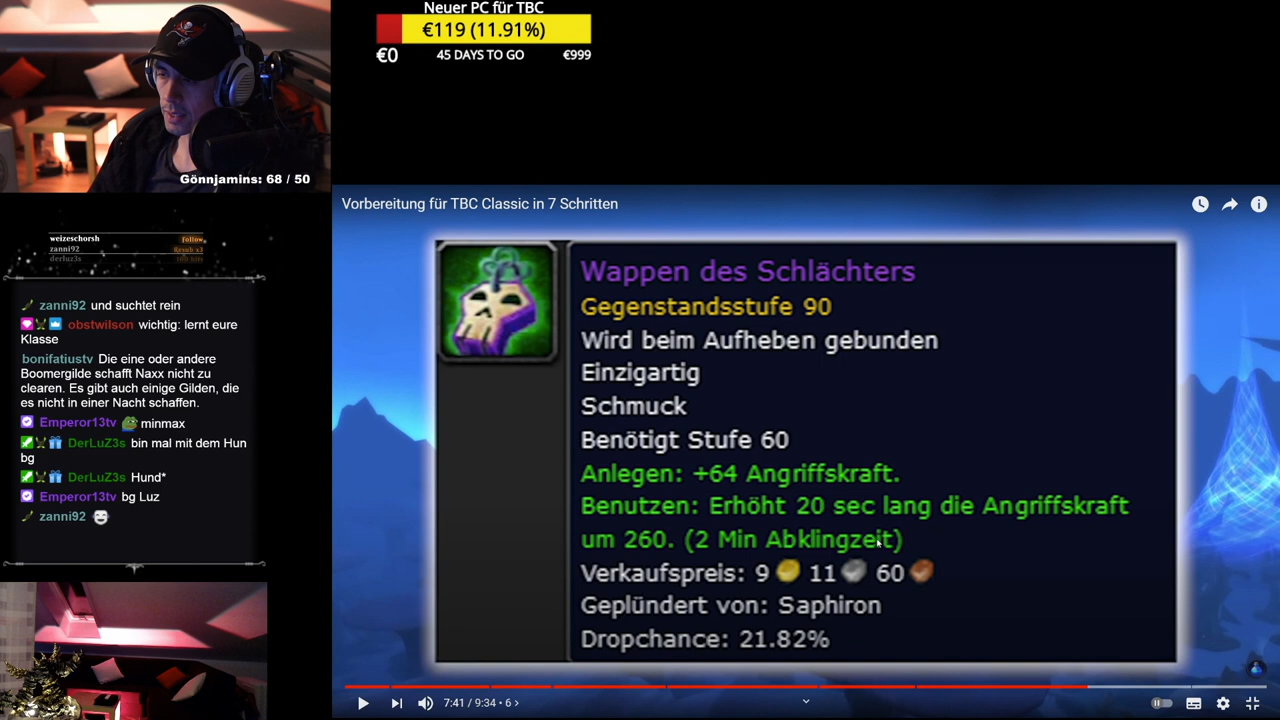 Neuer PC für TBC
€119 (11.91%)
€0
45 DAYS TO GO
€999
Gönnjamins: 68 / 50
weizeschorsh follow
zanni92 Resub x3
derluz3s
zanni92 und suchtet rein
obstwilson wichtig: lernt eure
Klasse
bonifatiustv Die eine oder andere
Boomergilde schafft Naxx nicht zu
clearen. Es gibt auch einige Gilden, die
es nicht in einer Nacht schaffen.
Emperor13tv minmax
DerLuZ3s bin mal mit dem Hun
bg
DerLuZ3s Hund*
Emperor13tv bg Luz
zanni92
Vorbereitung für TBC Classic in 7 Schritten
Wappen des Schlächters
Gegenstandsstufe 90
Wird beim Aufheben gebunden
Einzigartig
Schmuck
Benötigt Stufe 60
Anlegen: +64 Angriffskraft.
Benutzen: Erhöht 20 sec lang die Angriffskraft
um 260. (2 Min Abklingzeit)
Verkaufspreis: 9 11 60
Geplündert von: Saphiron
Dropchance: 21.82%
7:41 / 9:34 • 6 >